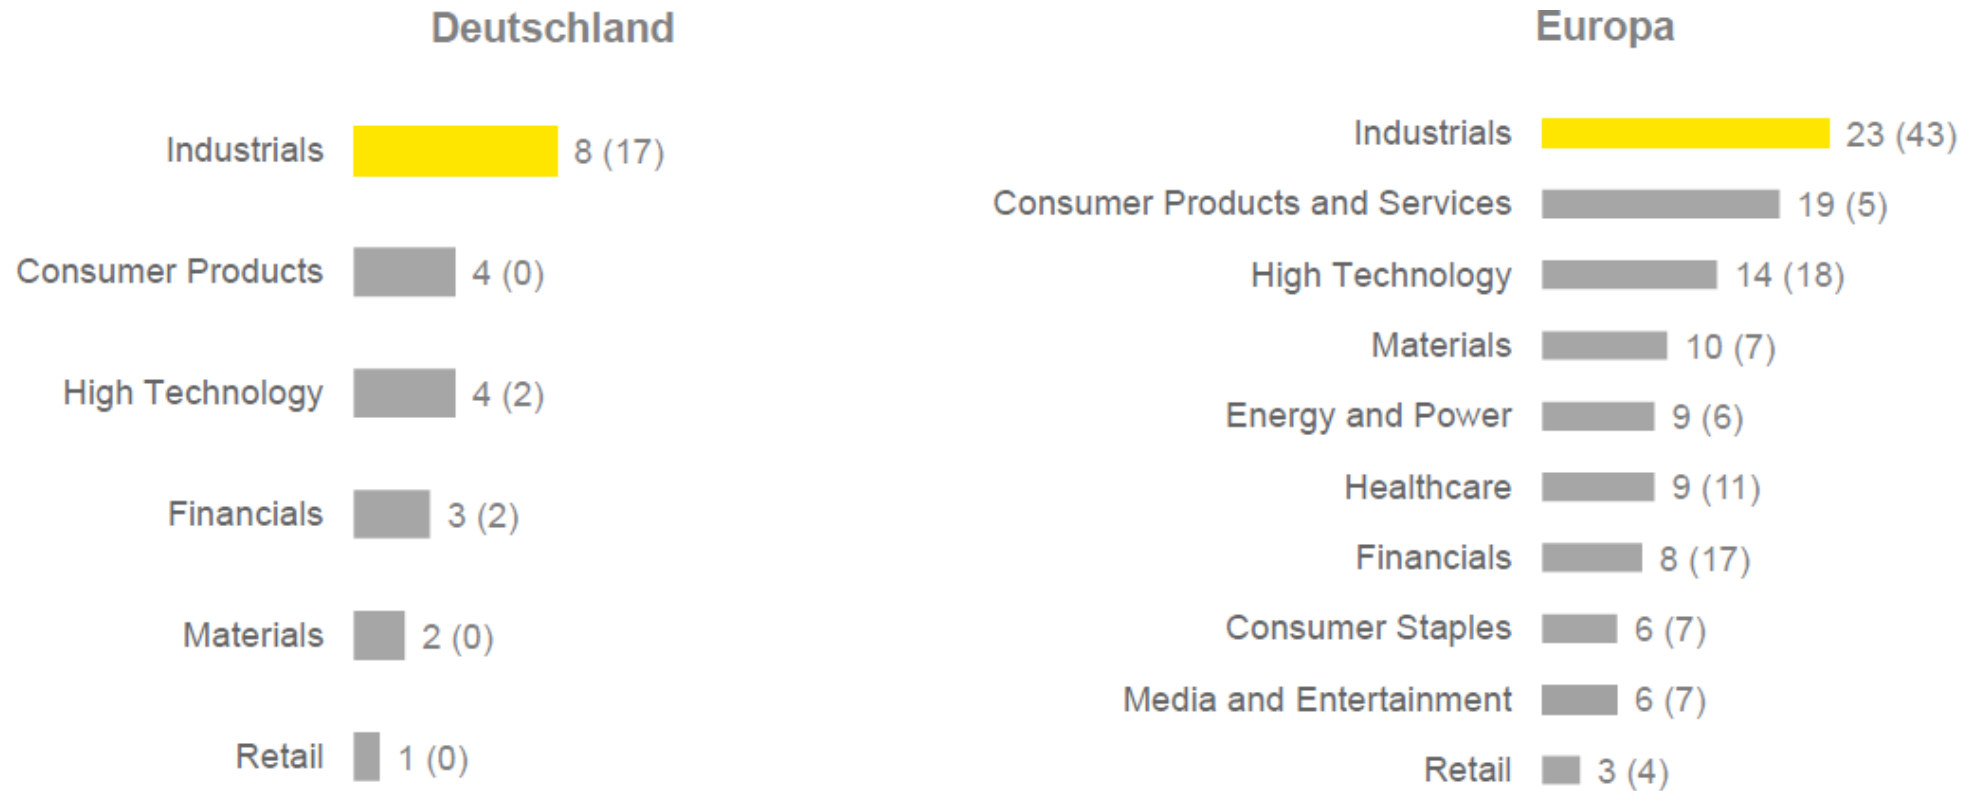 Deutschland
Industrials 8 (17)
Consumer Products 4 (0)
High Technology 4 (2)
Financials 3 (2)
Materials 2 (0)
Retail 1 (0)
Europa
Industrials 23 (43)
Consumer Products and Services 19 (5)
High Technology 14 (18)
Materials 10 (7)
Energy and Power 9 (6)
Healthcare 9 (11)
Financials 8 (17)
Consumer Staples 6 (7)
Media and Entertainment 6 (7)
Retail 3 (4)